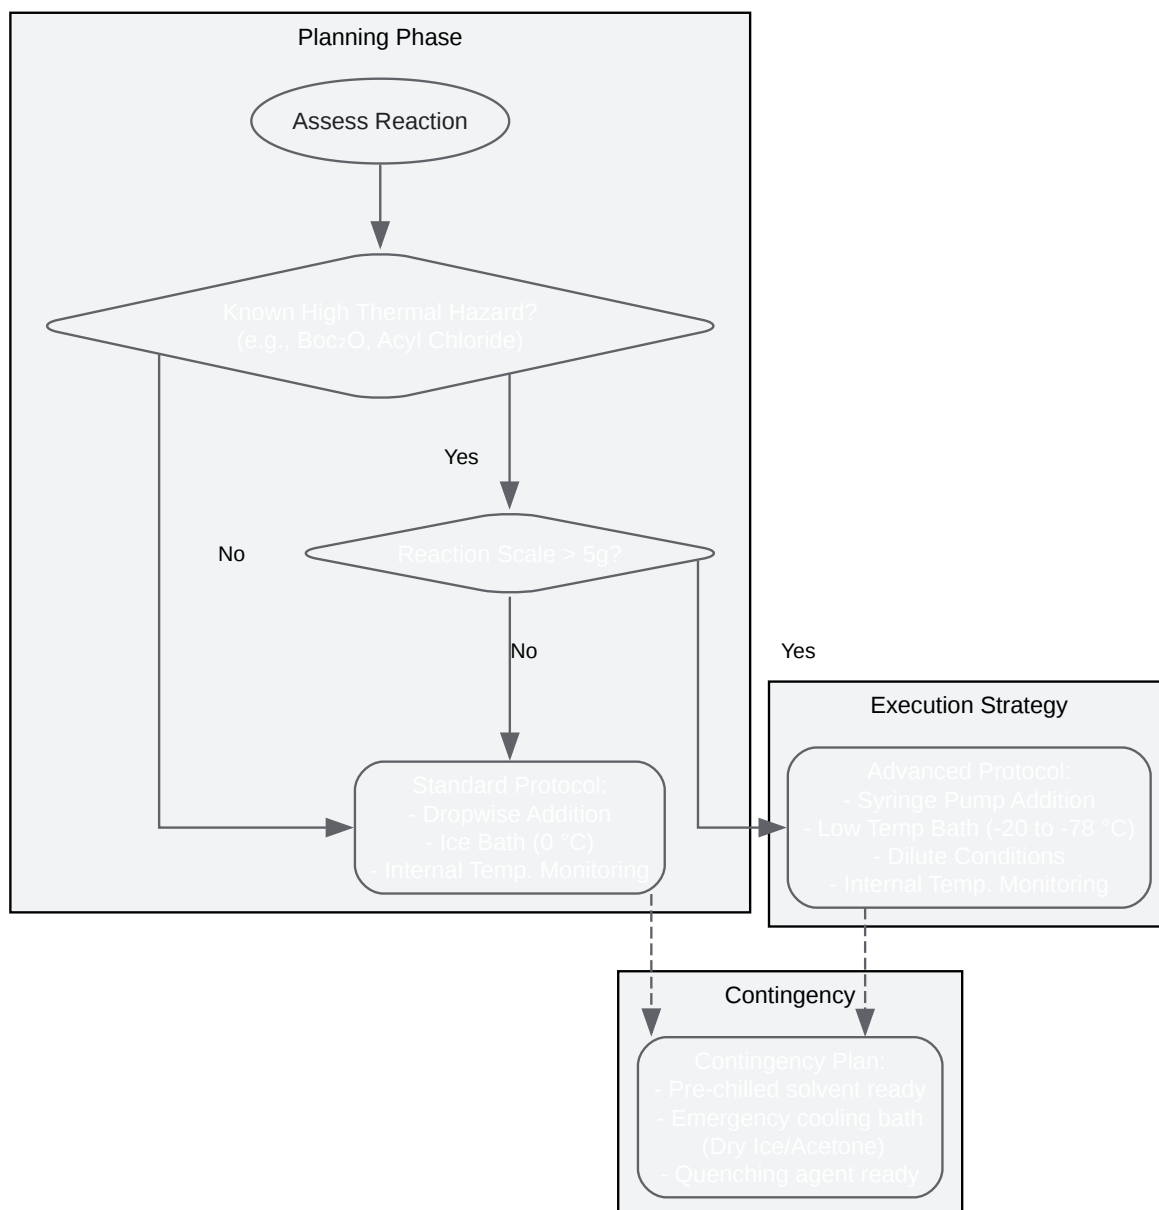 Planning Phase
Assess Reaction
Known High Thermal Hazard?
(e.g., Boc₂O, Acyl Chloride)
Yes
No
Reaction Scale > 5g?
No
Yes
Execution Strategy
Standard Protocol:
- Dropwise Addition
- Ice Bath (0 °C)
- Internal Temp. Monitoring
Advanced Protocol:
- Syringe Pump Addition
- Low Temp Bath (-20 to -78 °C)
- Dilute Conditions
- Internal Temp. Monitoring
Contingency
Contingency Plan:
- Pre-chilled solvent ready
- Emergency cooling bath
(Dry Ice/Acetone)
- Quenching agent ready